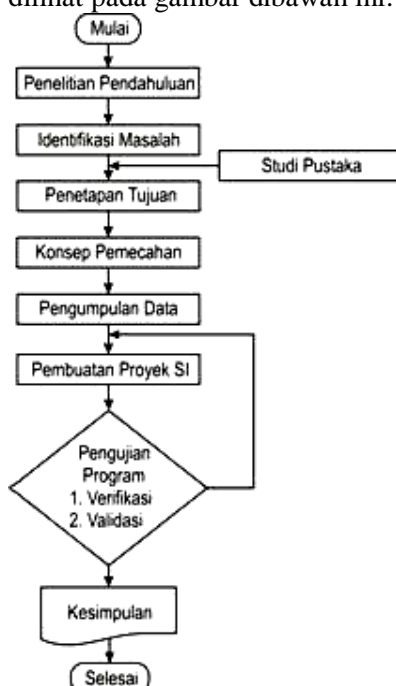 dilihat pada gambar dibawah ini.
Mulai
Penelitian Pendahuluan
Identifikasi Masalah
Studi Pustaka
Penetapan Tujuan
Konsep Pemecahan
Pengumpulan Data
Pembuatan Proyek SI
Pengujian
Program
1. Verifikasi
2. Validasi
Kesimpulan
Selesai